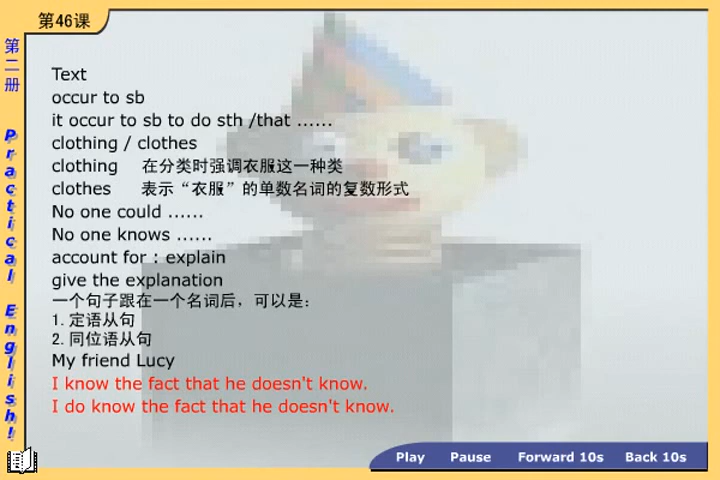 第46课
第二册
Practical English!
Text
occur to sb
it occur to sb to do sth /that ......
clothing / clothes
clothing 在分类时强调衣服这一种类
clothes 表示“衣服”的单数名词的复数形式
No one could ......
No one knows ......
account for : explain
give the explanation
一个句子跟在一个名词后，可以是：
1. 定语从句
2. 同位语从句
My friend Lucy
I know the fact that he doesn't know.
I do know the fact that he doesn't know.
Play Pause Forward 10s Back 10s